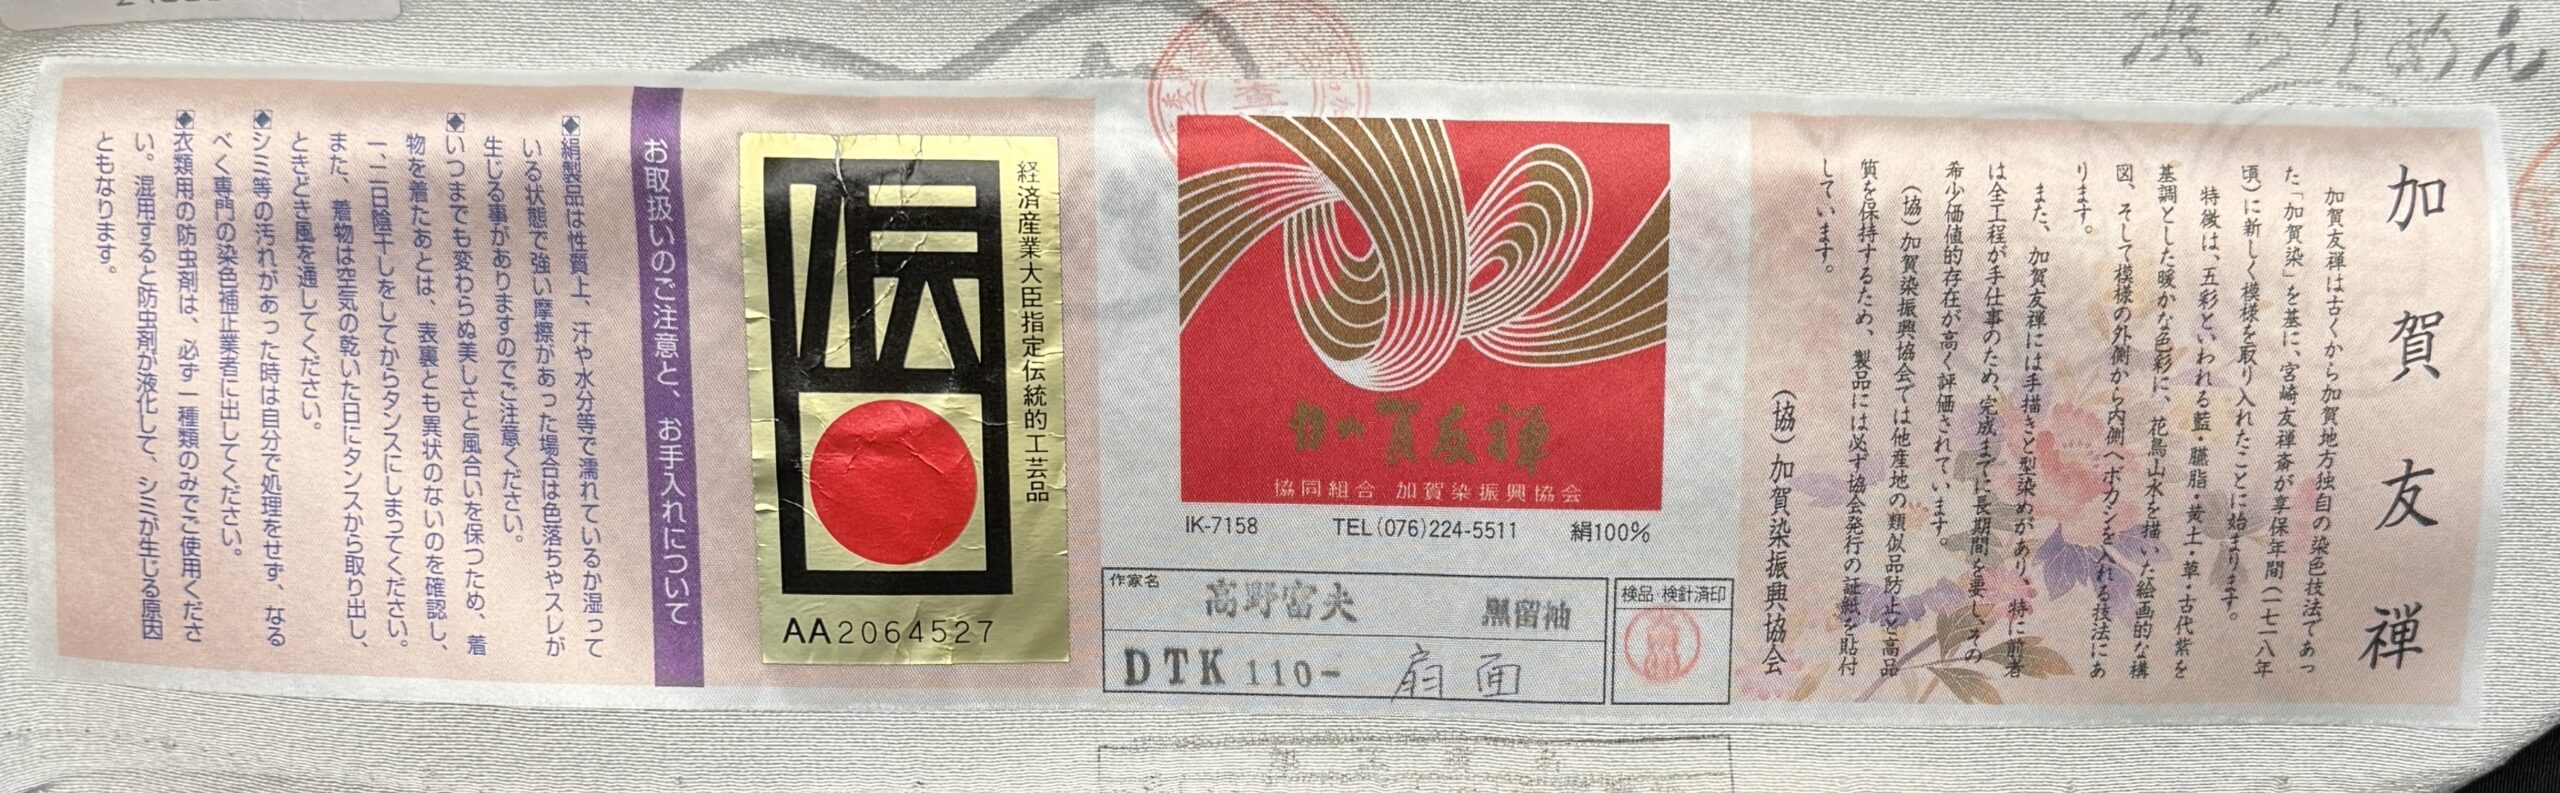 浜ちりめん
加賀友禅
加賀友禅は古くから加賀地方独自の染色技法であっ
た「加賀染」を基に、宮崎友禅斎が享保年間(一七一八年
頃)に新しく模様を取り入れたことに始まります。
特徴は、五彩といわれる藍・臙脂・黄土・草・古代紫を
基調とした暖かな色彩に、花鳥山水を描いた絵画的な構
図、そして模様の外側から内側へボカシを入れる技法にあ
ります。
また、加賀友禅には手描きと型染めがあり、特に前者
は全工程が手仕事のため、完成までに長期間を要し、その
希少価値的存在が高く評価されています。
(協)加賀染振興協会では他産地の類似品防止と高品
質を保持するため、製品には必ず協会発行の証紙を貼付
しています。
(協)加賀染振興協会
加賀友禅
協同組合 加賀染振興協会
IK-7158 TEL(076)224-5511 絹100%
作家名 高野富夫 黒留袖
DTK 110- 扇面
検品・検針済印
経済産業大臣指定伝統的工芸品
伝
AA2064527
お取扱いのご注意と、お手入れについて
◆絹製品は性質上、汗や水分等で濡れているか湿って
いる状態で強い摩擦があった場合は色落ちやスレが
生じる事がありますのでご注意ください。
◆いつまでも変わらぬ美しさと風合いを保つため、着
物を着たあとは、表裏とも異状のないのを確認し、
一、二日陰干しをしてからタンスにしまってください。
また、着物は空気の乾いた日にタンスから取り出し、
ときどき風を通してください。
◆シミ等の汚れがあった時は自分で処理をせず、なる
べく専門の染色補正業者に出してください。
◆衣類用の防虫剤は、必ず一種類のみでご使用くださ
い。混用すると防虫剤が液化して、シミが生じる原因
ともなります。